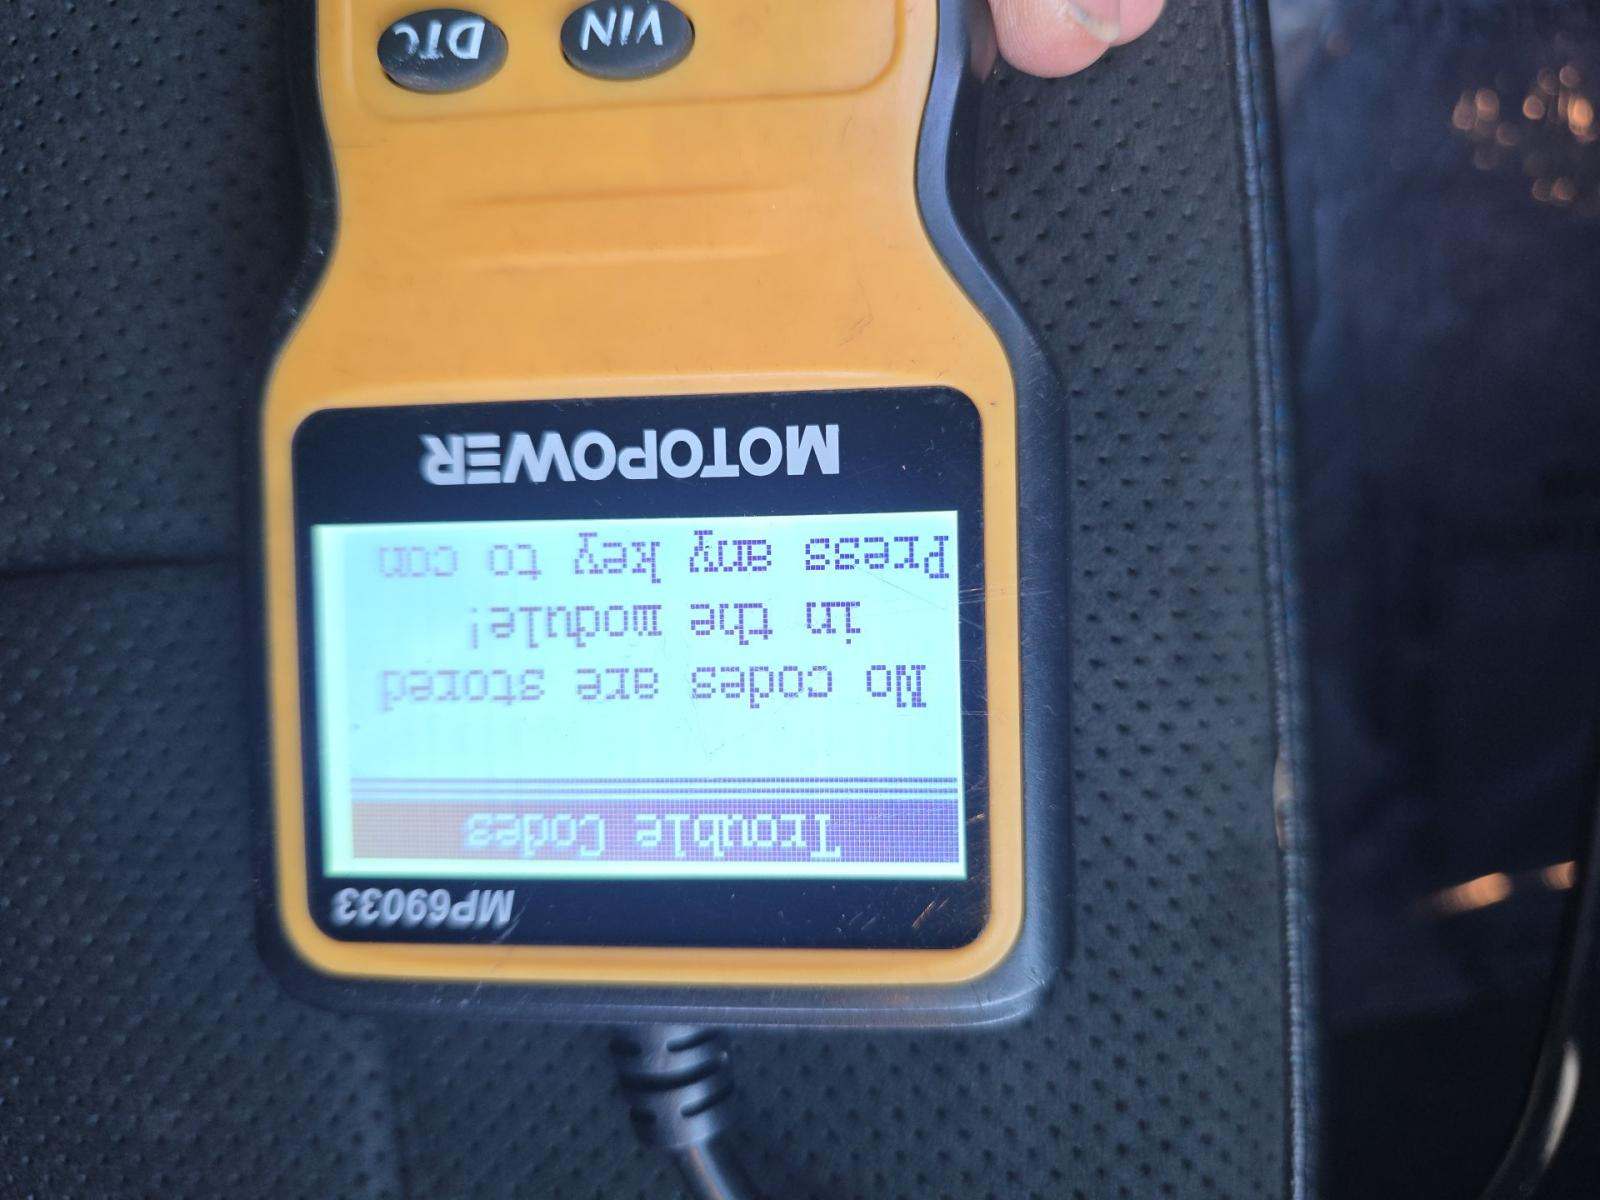 MP69033
Trouble Codes
No codes are stored
in the module!
Press any key to con
MOTOPOWER
VIN DTC